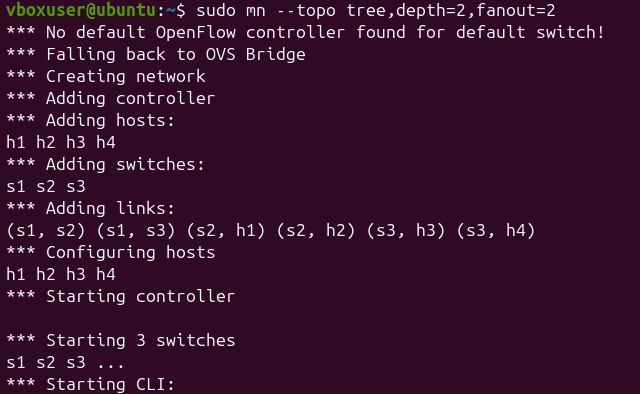 vboxuser@ubuntu:~$ sudo mn --topo tree,depth=2,fanout=2
*** No default OpenFlow controller found for default switch!
*** Falling back to OVS Bridge
*** Creating network
*** Adding controller
*** Adding hosts:
h1 h2 h3 h4
*** Adding switches:
s1 s2 s3
*** Adding links:
(s1, s2) (s1, s3) (s2, h1) (s2, h2) (s3, h3) (s3, h4)
*** Configuring hosts
h1 h2 h3 h4
*** Starting controller

*** Starting 3 switches
s1 s2 s3 ...
*** Starting CLI: